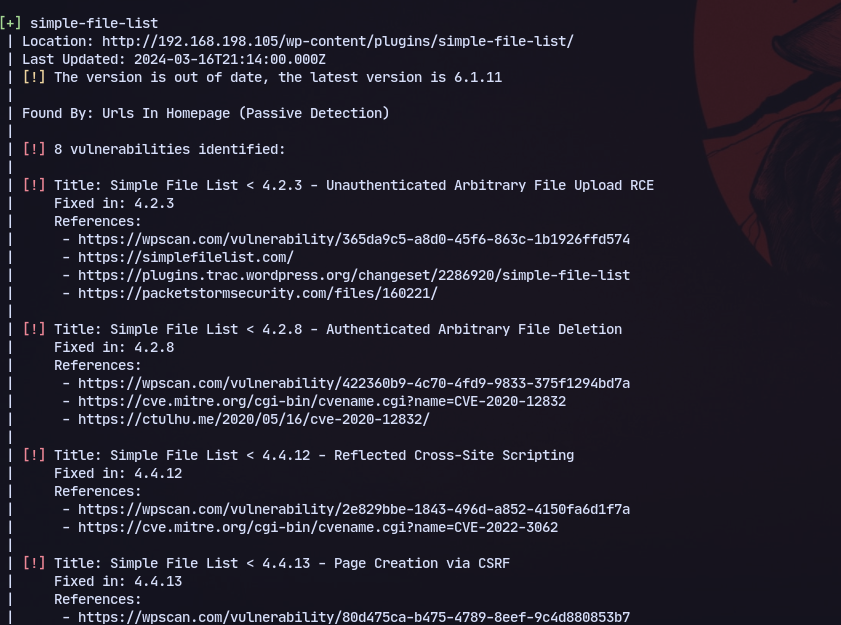 [+] simple-file-list
| Location: http://192.168.198.105/wp-content/plugins/simple-file-list/
| Last Updated: 2024-03-16T21:14:00.000Z
| [!] The version is out of date, the latest version is 6.1.11
|
| Found By: Urls In Homepage (Passive Detection)
|
| [!] 8 vulnerabilities identified:
|
| [!] Title: Simple File List < 4.2.3 - Unauthenticated Arbitrary File Upload RCE
|     Fixed in: 4.2.3
|     References:
|      - https://wpscan.com/vulnerability/365da9c5-a8d0-45f6-863c-1b1926ffd574
|      - https://simplefilelist.com/
|      - https://plugins.trac.wordpress.org/changeset/2286920/simple-file-list
|      - https://packetstormsecurity.com/files/160221/
|
| [!] Title: Simple File List < 4.2.8 - Authenticated Arbitrary File Deletion
|     Fixed in: 4.2.8
|     References:
|      - https://wpscan.com/vulnerability/422360b9-4c70-4fd9-9833-375f1294bd7a
|      - https://cve.mitre.org/cgi-bin/cvename.cgi?name=CVE-2020-12832
|      - https://ctulhu.me/2020/05/16/cve-2020-12832/
|
| [!] Title: Simple File List < 4.4.12 - Reflected Cross-Site Scripting
|     Fixed in: 4.4.12
|     References:
|      - https://wpscan.com/vulnerability/2e829bbe-1843-496d-a852-4150fa6d1f7a
|      - https://cve.mitre.org/cgi-bin/cvename.cgi?name=CVE-2022-3062
|
| [!] Title: Simple File List < 4.4.13 - Page Creation via CSRF
|     Fixed in: 4.4.13
|     References:
|      - https://wpscan.com/vulnerability/80d475ca-b475-4789-8eef-9c4d880853b7